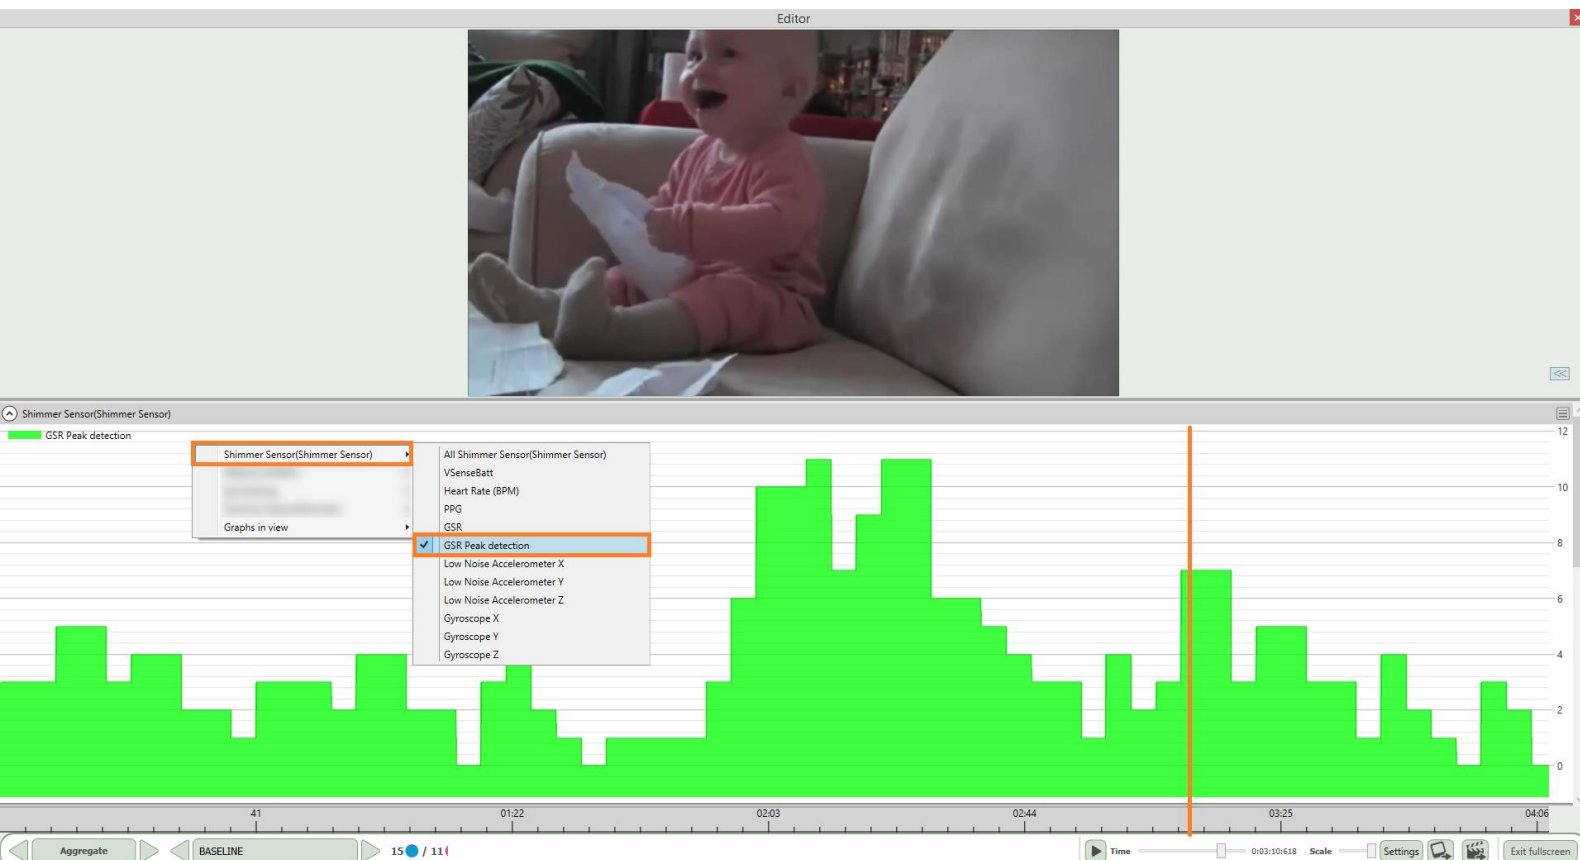 Editor
Shimmer Sensor(Shimmer Sensor)
GSR Peak detection
Shimmer Sensor(Shimmer Sensor)
Graphs in view
All Shimmer Sensor(Shimmer Sensor)
VSenseBatt
Heart Rate (BPM)
PPG
GSR
GSR Peak detection
Low Noise Accelerometer X
Low Noise Accelerometer Y
Low Noise Accelerometer Z
Gyroscope X
Gyroscope Y
Gyroscope Z
12
10
8
6
4
2
0
41 01:22 02:03 02:44 03:25 04:06
Aggregate BASELINE 15 / 11 Time 0:03:10:618 Scale Settings Exit fullscreen